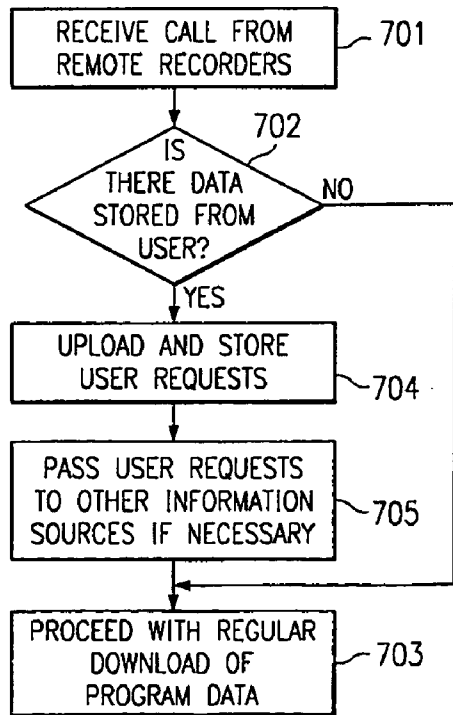 RECEIVE CALL FROM
REMOTE RECORDERS
701
702
IS
THERE DATA
STORED FROM
USER?
NO
YES
UPLOAD AND STORE
USER REQUESTS
704
PASS USER REQUESTS
TO OTHER INFORMATION
SOURCES IF NECESSARY
705
PROCEED WITH REGULAR
DOWNLOAD OF
PROGRAM DATA
703